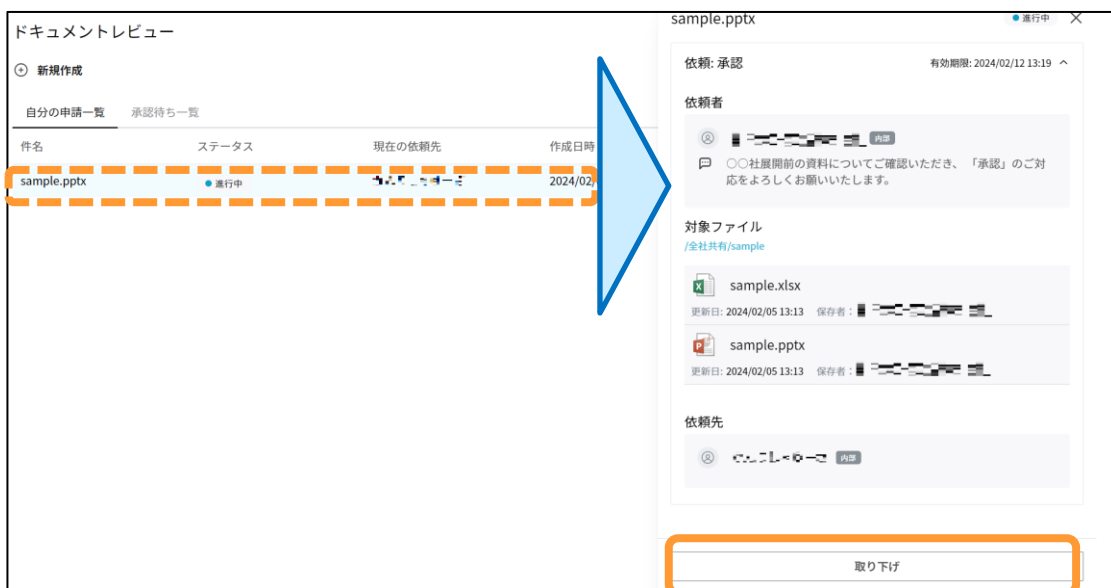 ドキュメントレビュー
新規作成
自分の申請一覧 承認待ち一覧
件名 ステータス 現在の依頼先 作成日時
sample.pptx 進行中 2024/02/
sample.pptx 進行中
依頼: 承認 有効期限: 2024/02/12 13:19
依頼者
内部
○○社展開前の資料についてご確認いただき、「承認」のご対
応をよろしくお願いいたします。
対象ファイル
/全社共有/sample
sample.xlsx
更新日: 2024/02/05 13:13 保存者：
sample.pptx
更新日: 2024/02/05 13:13 保存者：
依頼先
内部
取り下げ